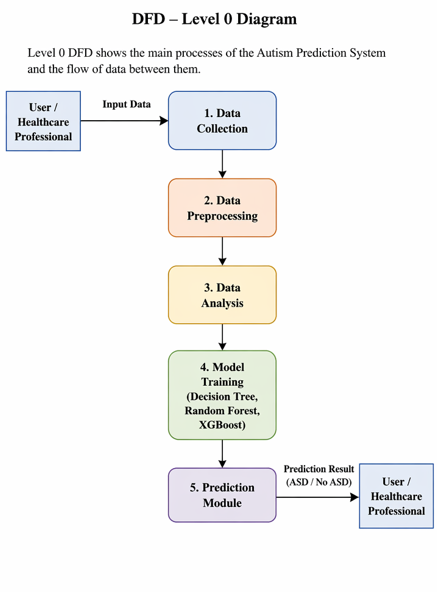 DFD – Level 0 Diagram
Level 0 DFD shows the main processes of the Autism Prediction System
and the flow of data between them.
User /
Healthcare
Professional
Input Data
1. Data
Collection
2. Data
Preprocessing
3. Data
Analysis
4. Model
Training
(Decision Tree,
Random Forest,
XGBoost)
5. Prediction
Module
Prediction Result
(ASD / No ASD)
User /
Healthcare
Professional